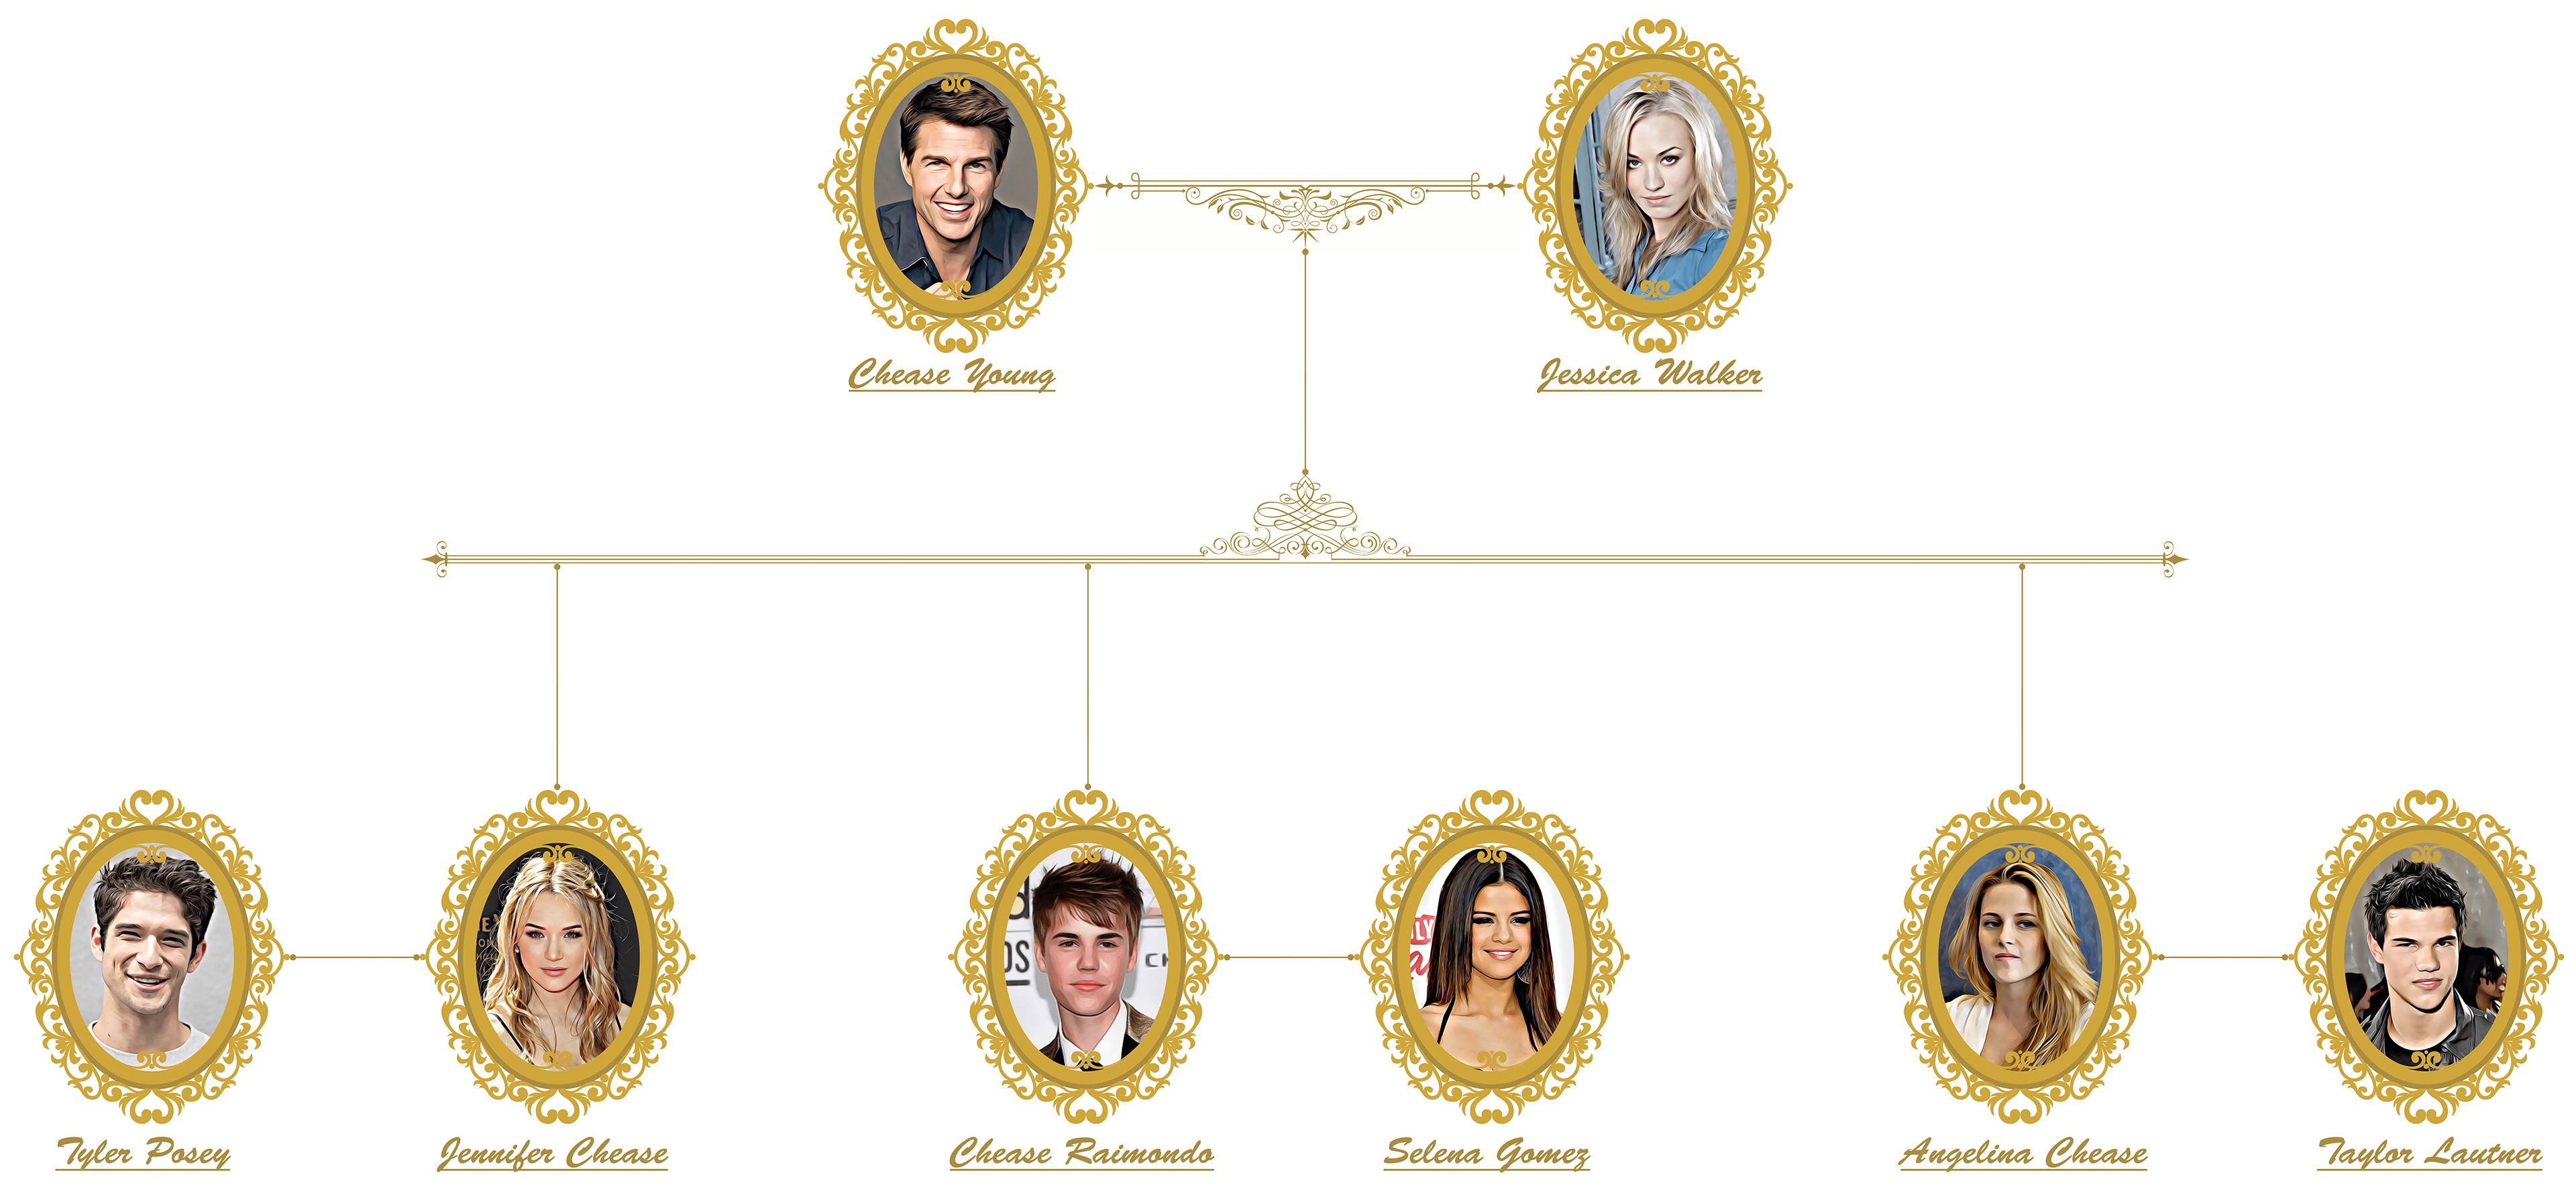 Chease Young
Jessica Walker
Tyler Posey
Jennifer Chease
Chease Raimondo
Selena Gomez
Angelina Chease
Taylor Lautner